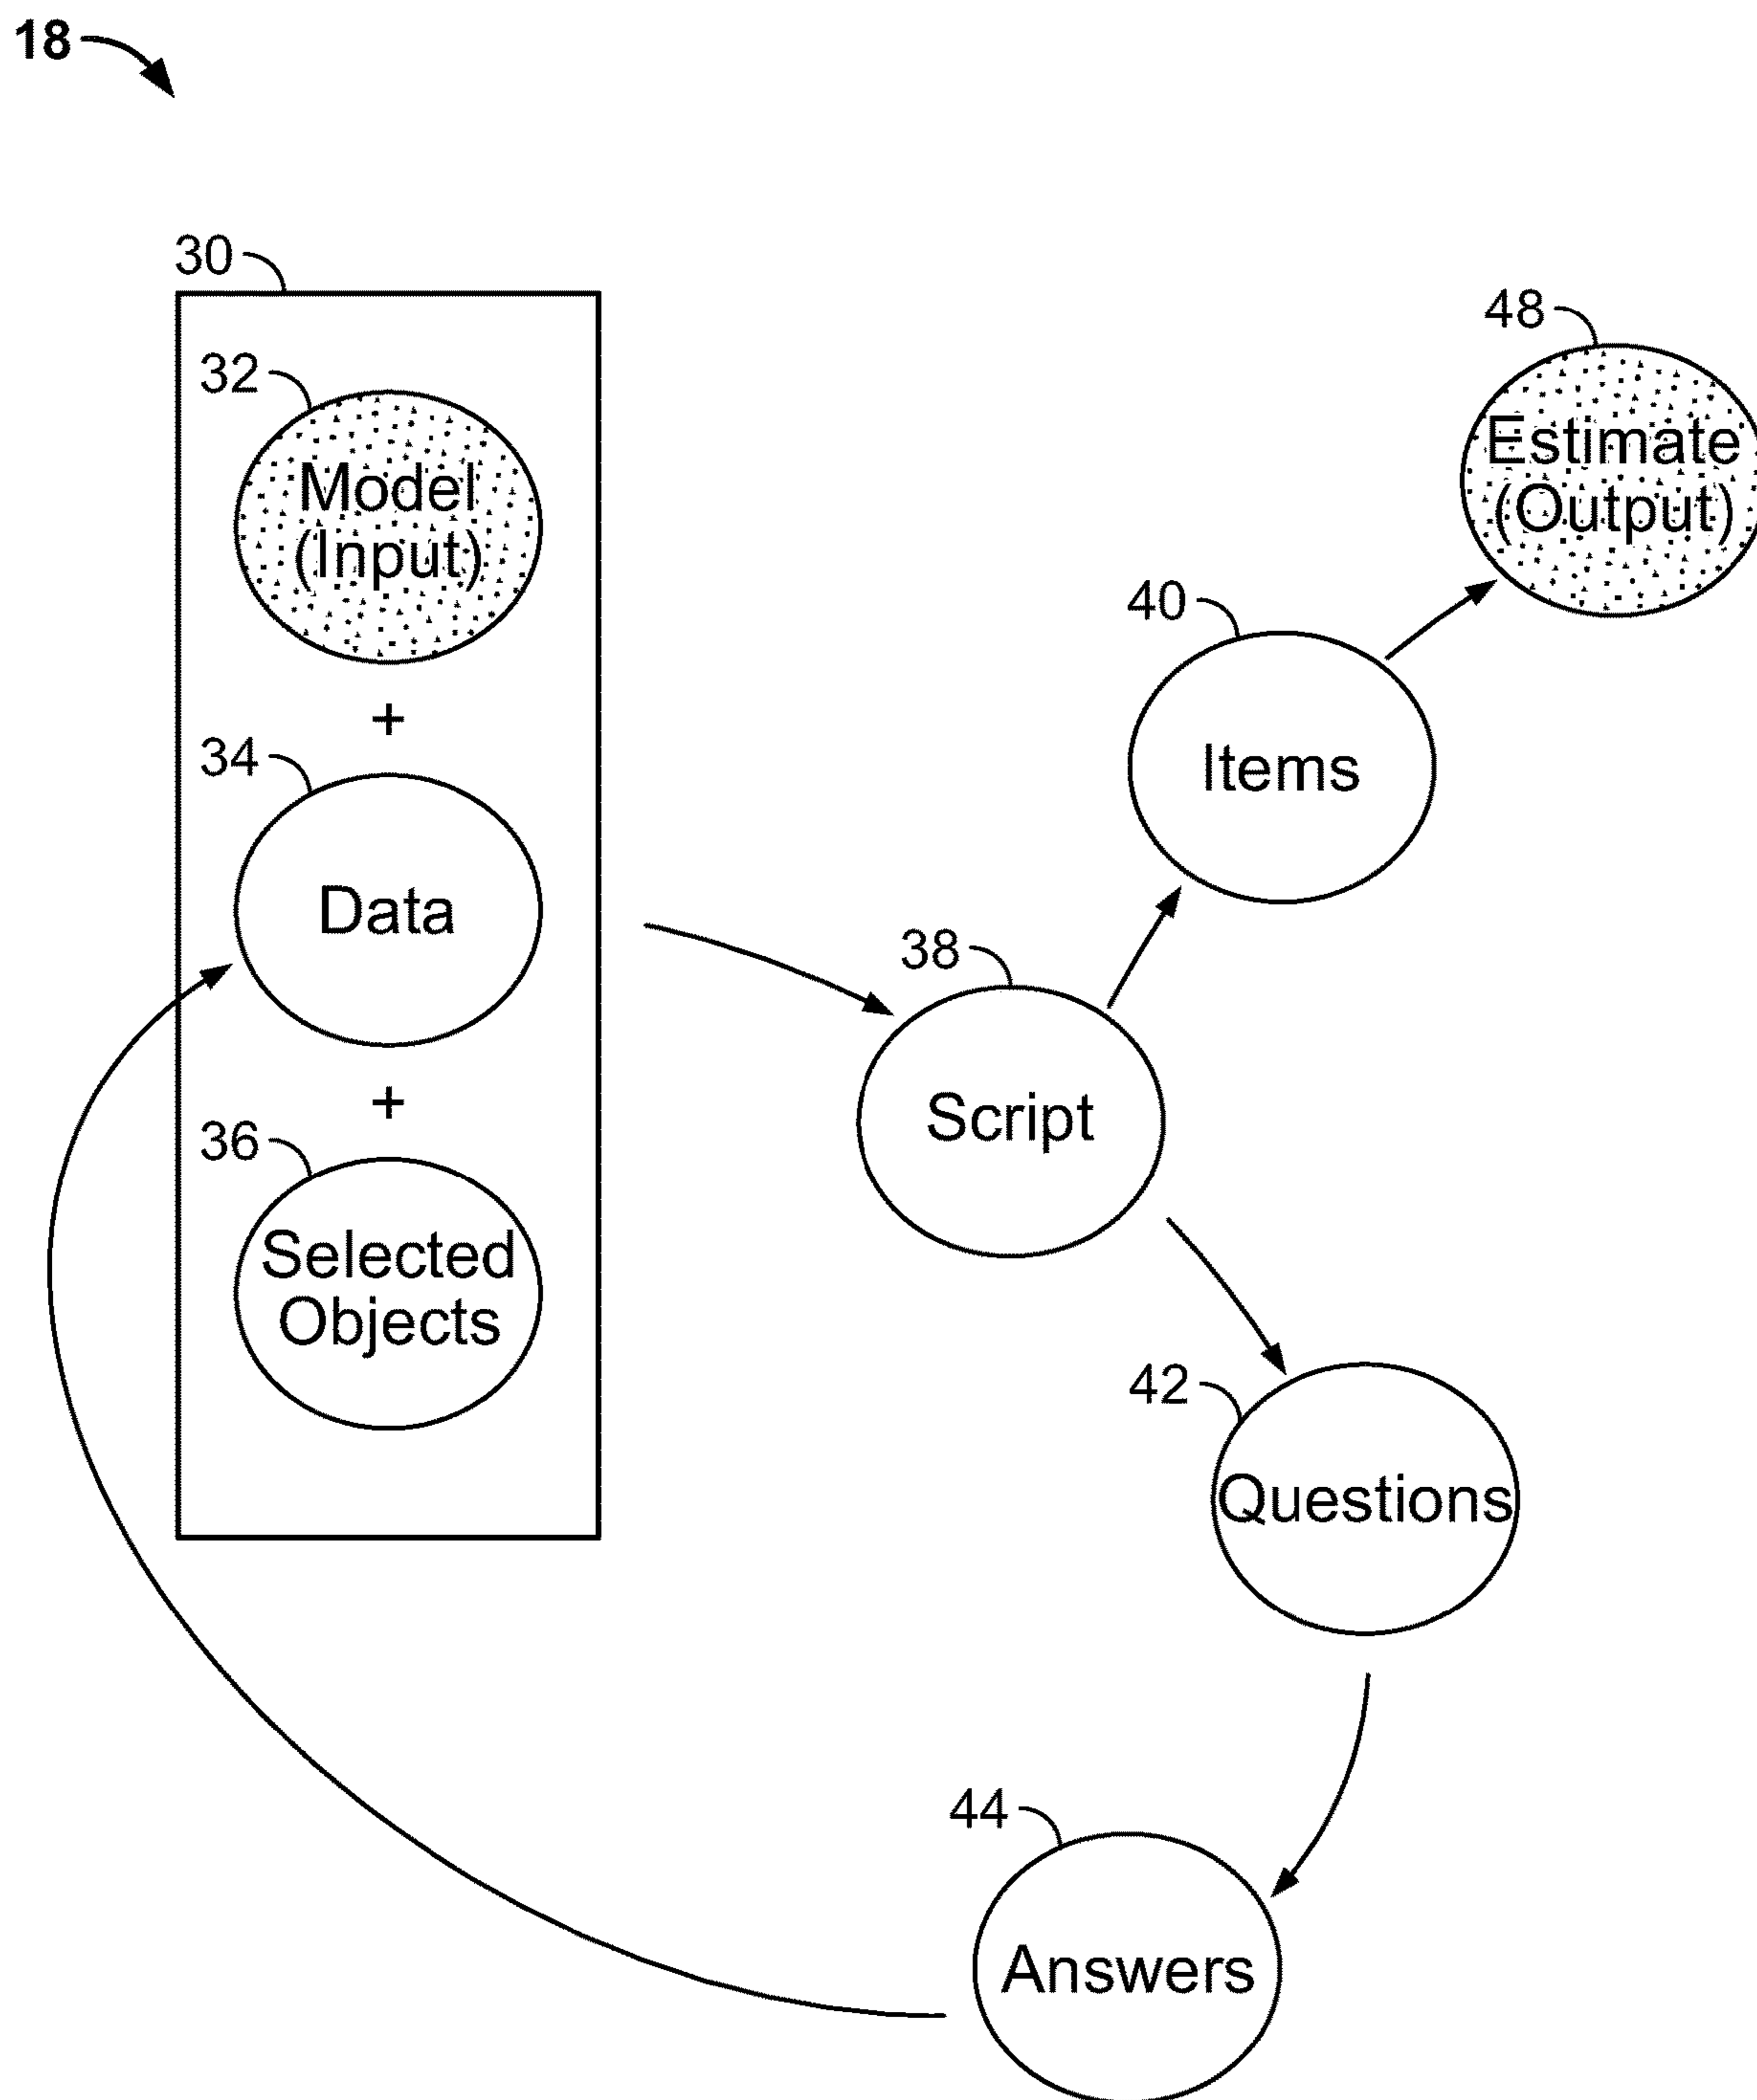 18
30
32
Model
(Input)
+
34
Data
+
36
Selected
Objects
38
Script
40
Items
48
Estimate
(Output)
42
Questions
44
Answers